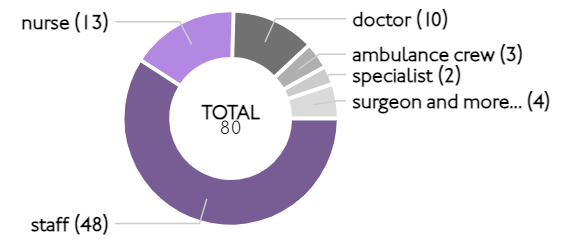 nurse (13)
doctor (10)
ambulance crew (3)
specialist (2)
surgeon and more... (4)
TOTAL
80
staff (48)